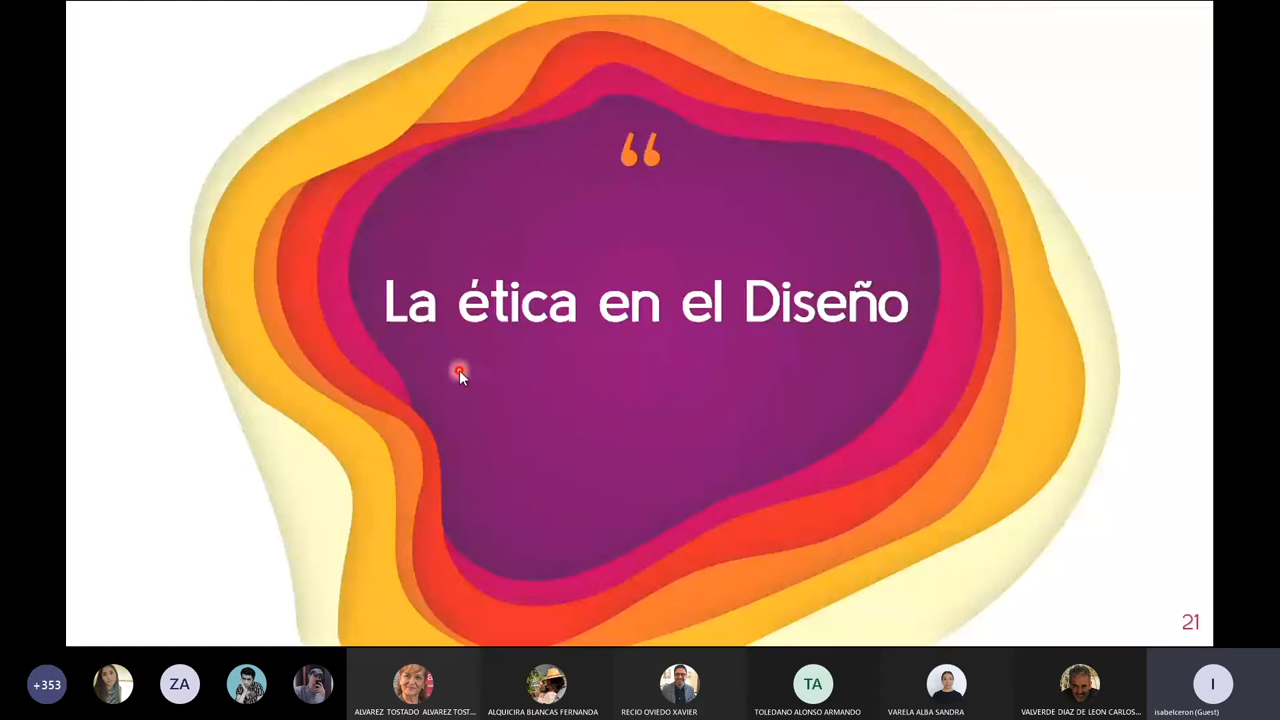 “
La ética en el Diseño
21
+353
ZA
ALVAREZ TOSTADO ALVAREZ TOST...
ALQUICIRA BLANCAS FERNANDA
RECIO OVIEDO XAVIER
TA
TOLEDANO ALONSO ARMANDO
VARELA ALBA SANDRA
VALVERDE DIAZ DE LEON CARLOS...
I
isabelceron (Guest)